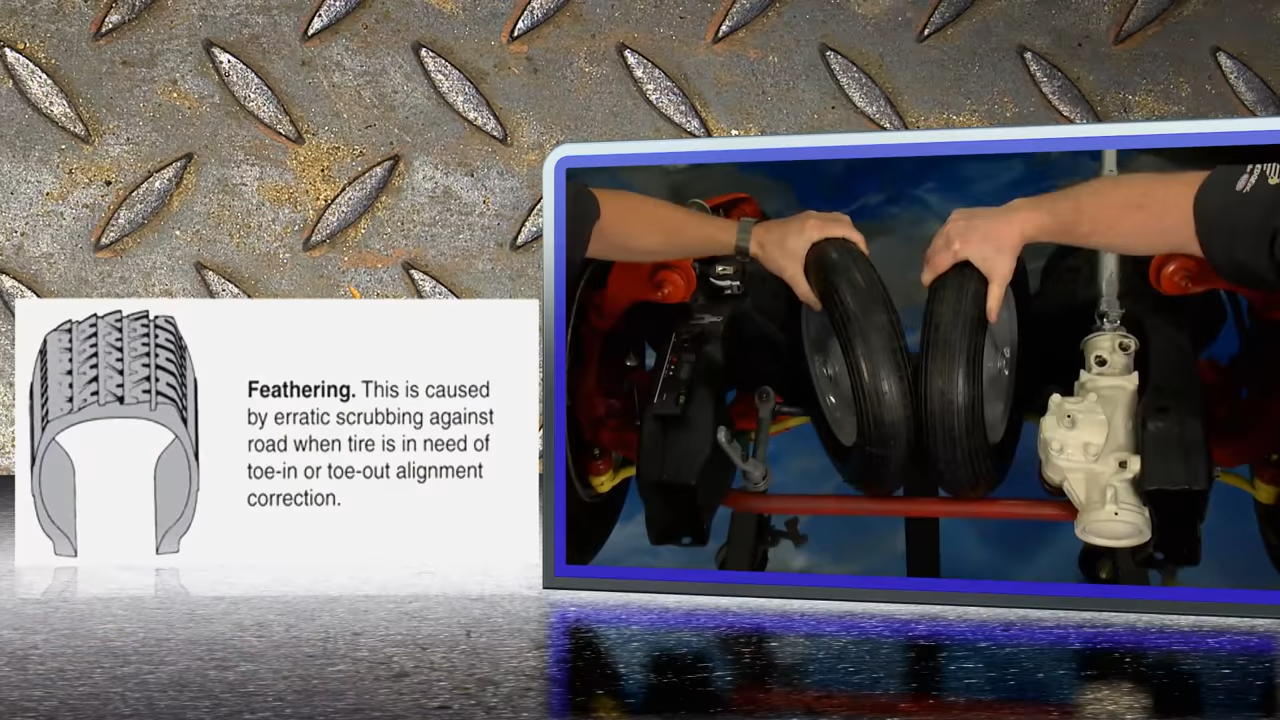 Feathering. This is caused
by erratic scrubbing against
road when tire is in need of
toe-in or toe-out alignment
correction.